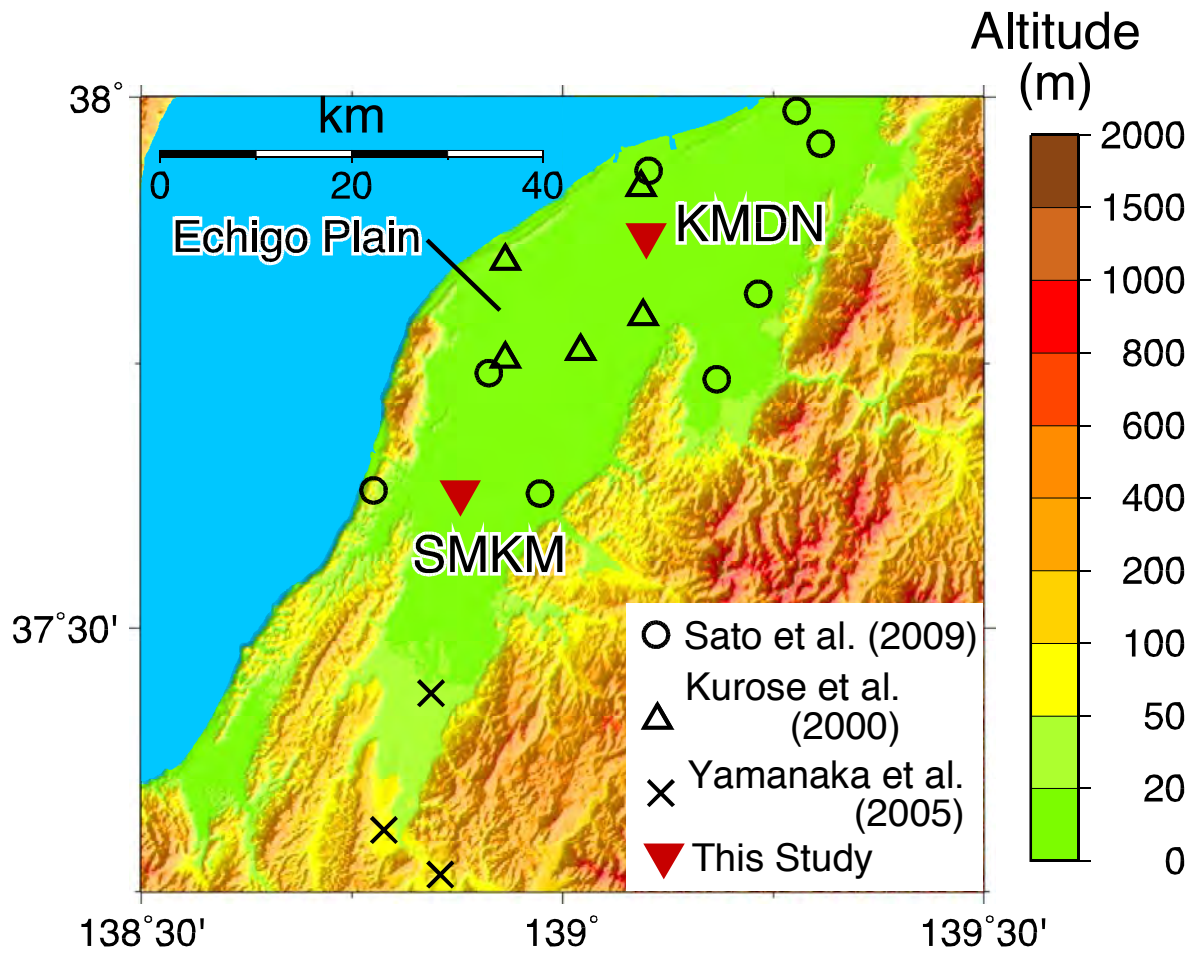 Altitude
(m)
38°
km
0 20 40
Echigo Plain
KMDN
SMKM
37°30'
138°30' 139° 139°30'
Sato et al. (2009)
Kurose et al.
(2000)
Yamanaka et al.
(2005)
This Study
2000
1500
1000
800
600
400
200
100
50
20
0